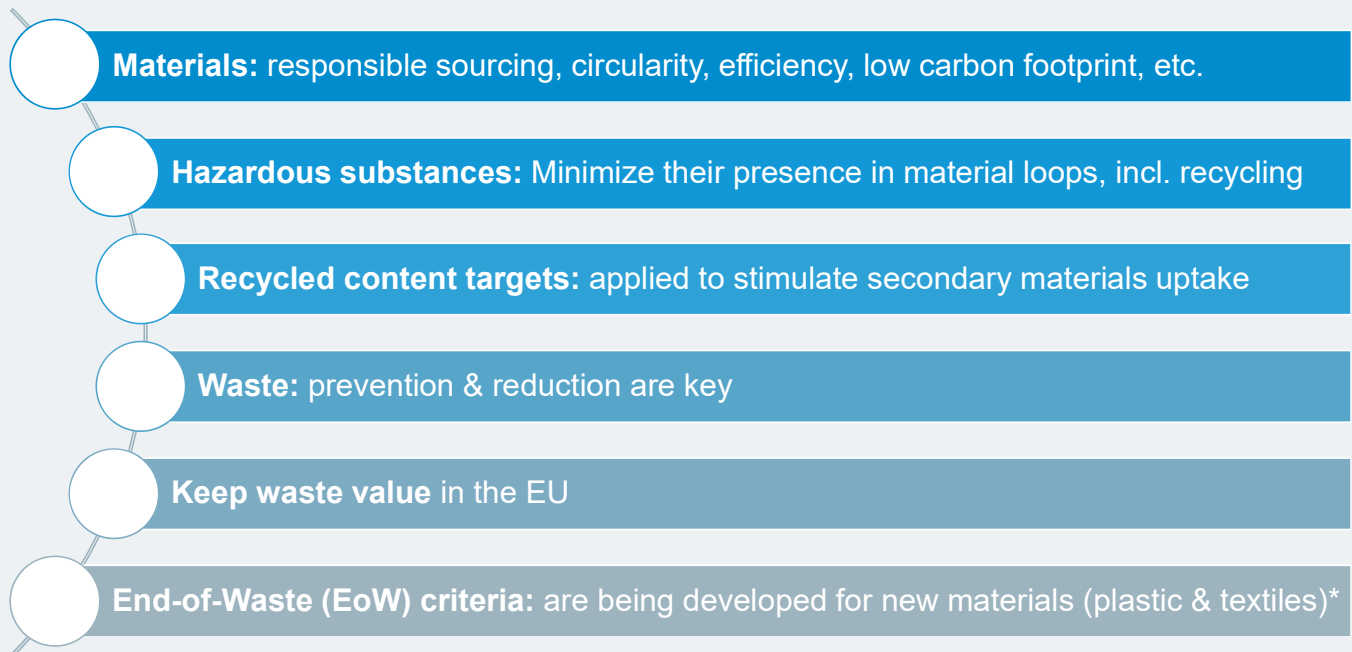 Materials: responsible sourcing, circularity, efficiency, low carbon footprint, etc.
Hazardous substances: Minimize their presence in material loops, incl. recycling
Recycled content targets: applied to stimulate secondary materials uptake
Waste: prevention & reduction are key
Keep waste value in the EU
End-of-Waste (EoW) criteria: are being developed for new materials (plastic & textiles)*